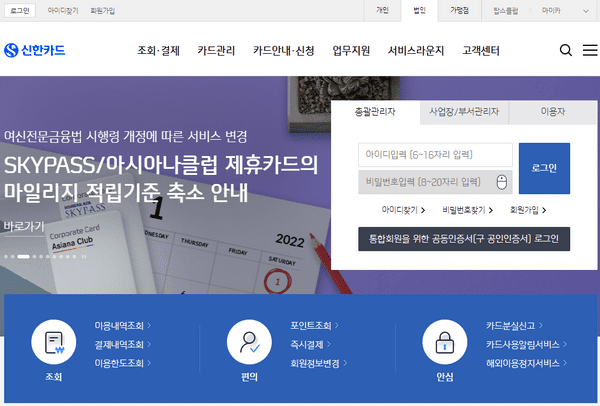 로그인 아이디찾기 회원가입 개인 법인 가맹점 탑스클럽 마이카
신한카드 조회·결제 카드관리 카드안내·신청 업무지원 서비스라운지 고객센터
여신전문금융법 시행령 개정에 따른 서비스 변경
SKYPASS/아시아나클럽 제휴카드의
마일리지 적립기준 축소 안내
바로가기
Corporate Card
SKYPASS
Corporate Card
Asiana Club
2022
WEDNESDAY
THURSDAY
FRIDAY
SATURDAY
1
총괄관리자 사업장/부서관리자 이용자
아이디입력 (6~16자리 입력)
비밀번호입력 (8~20자리 입력)
로그인
아이디찾기 비밀번호찾기 회원가입
통합회원을 위한 공동인증서(구 공인인증서) 로그인
조회
이용내역조회
결제내역조회
이용한도조회
편의
포인트조회
즉시결제
회원정보변경
안심
카드분실신고
카드사용알림서비스
해외이용정지서비스